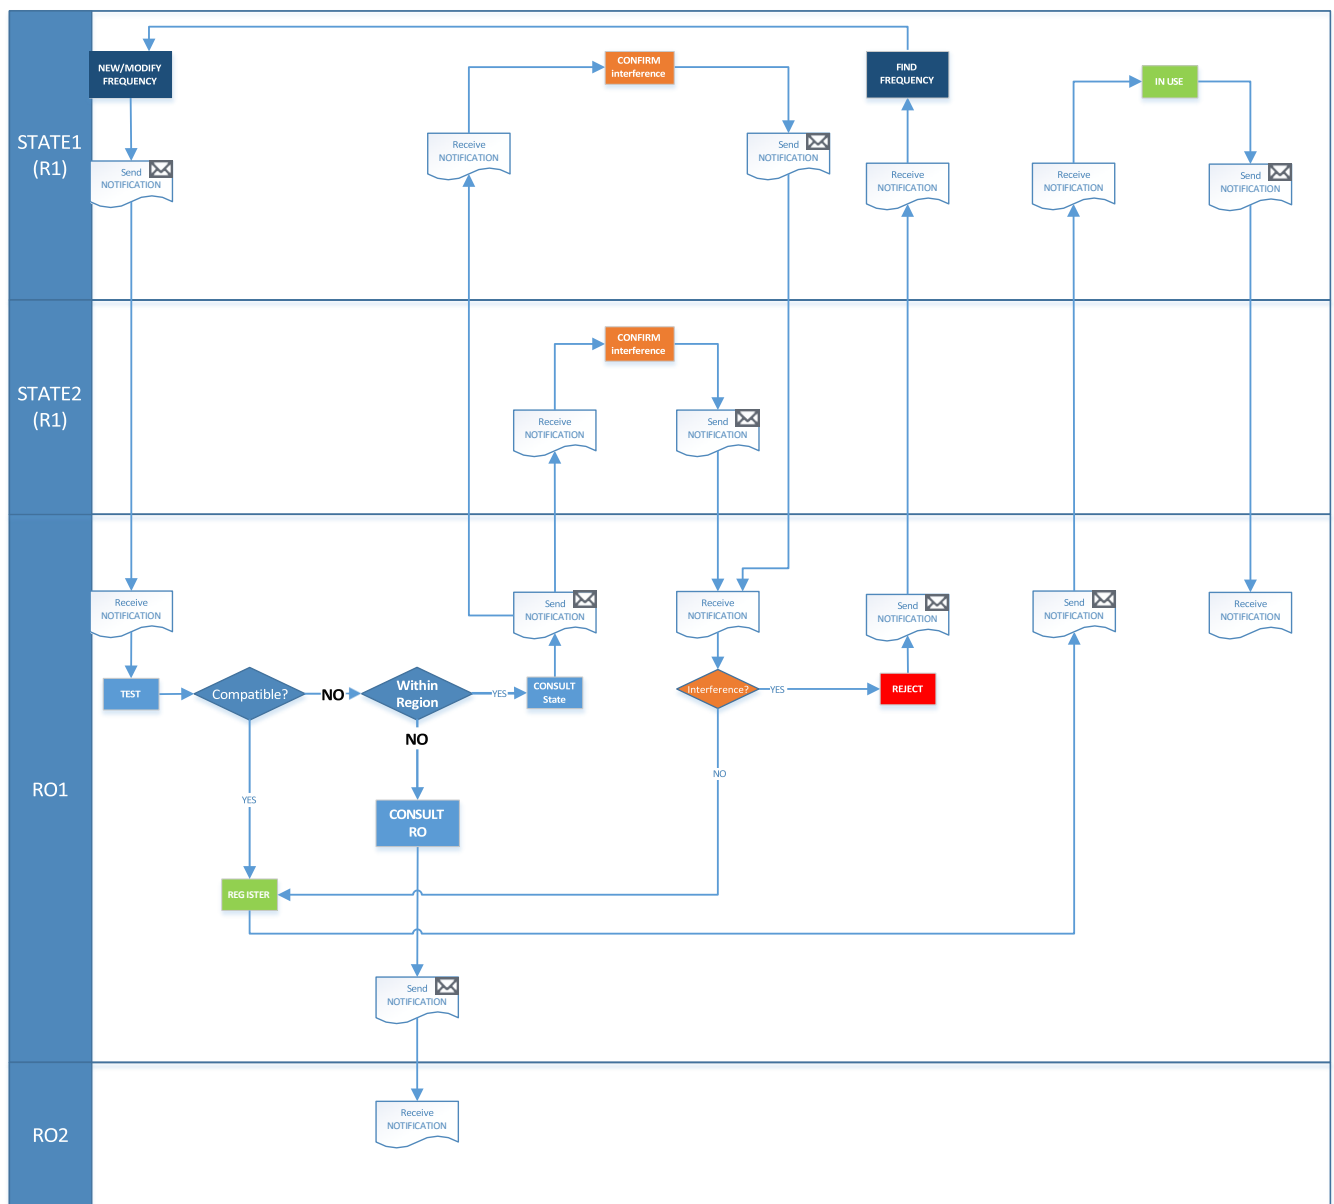 STATE1
(R1)
NEW/MODIFY
FREQUENCY
Send
NOTIFICATION
Receive
NOTIFICATION
CONFIRM
interference
Send
NOTIFICATION
FIND
FREQUENCY
Receive
NOTIFICATION
Receive
NOTIFICATION
IN USE
Send
NOTIFICATION
STATE2
(R1)
Receive
NOTIFICATION
CONFIRM
interference
Send
NOTIFICATION
RO1
Receive
NOTIFICATION
TEST
Compatible?
NO
Within
Region
YES
CONSULT
State
Send
NOTIFICATION
Receive
NOTIFICATION
Interference?
YES
REJECT
Send
NOTIFICATION
Send
NOTIFICATION
Receive
NOTIFICATION
NO
NO
YES
CONSULT
RO
REGISTER
Send
NOTIFICATION
RO2
Receive
NOTIFICATION